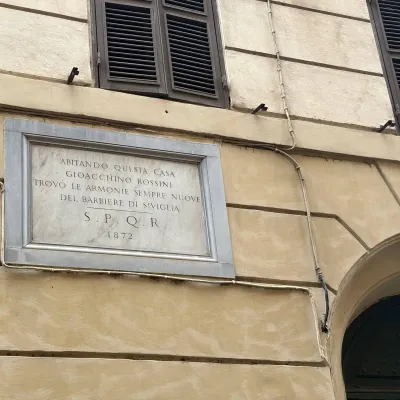 ABITANDO QUESTA CASA
GIOACCHINO ROSSINI
TROVÒ LE ARMONIE SEMPRE NUOVE
DEL BARBIERE DI SIVIGLIA
S. P. Q. R
1872